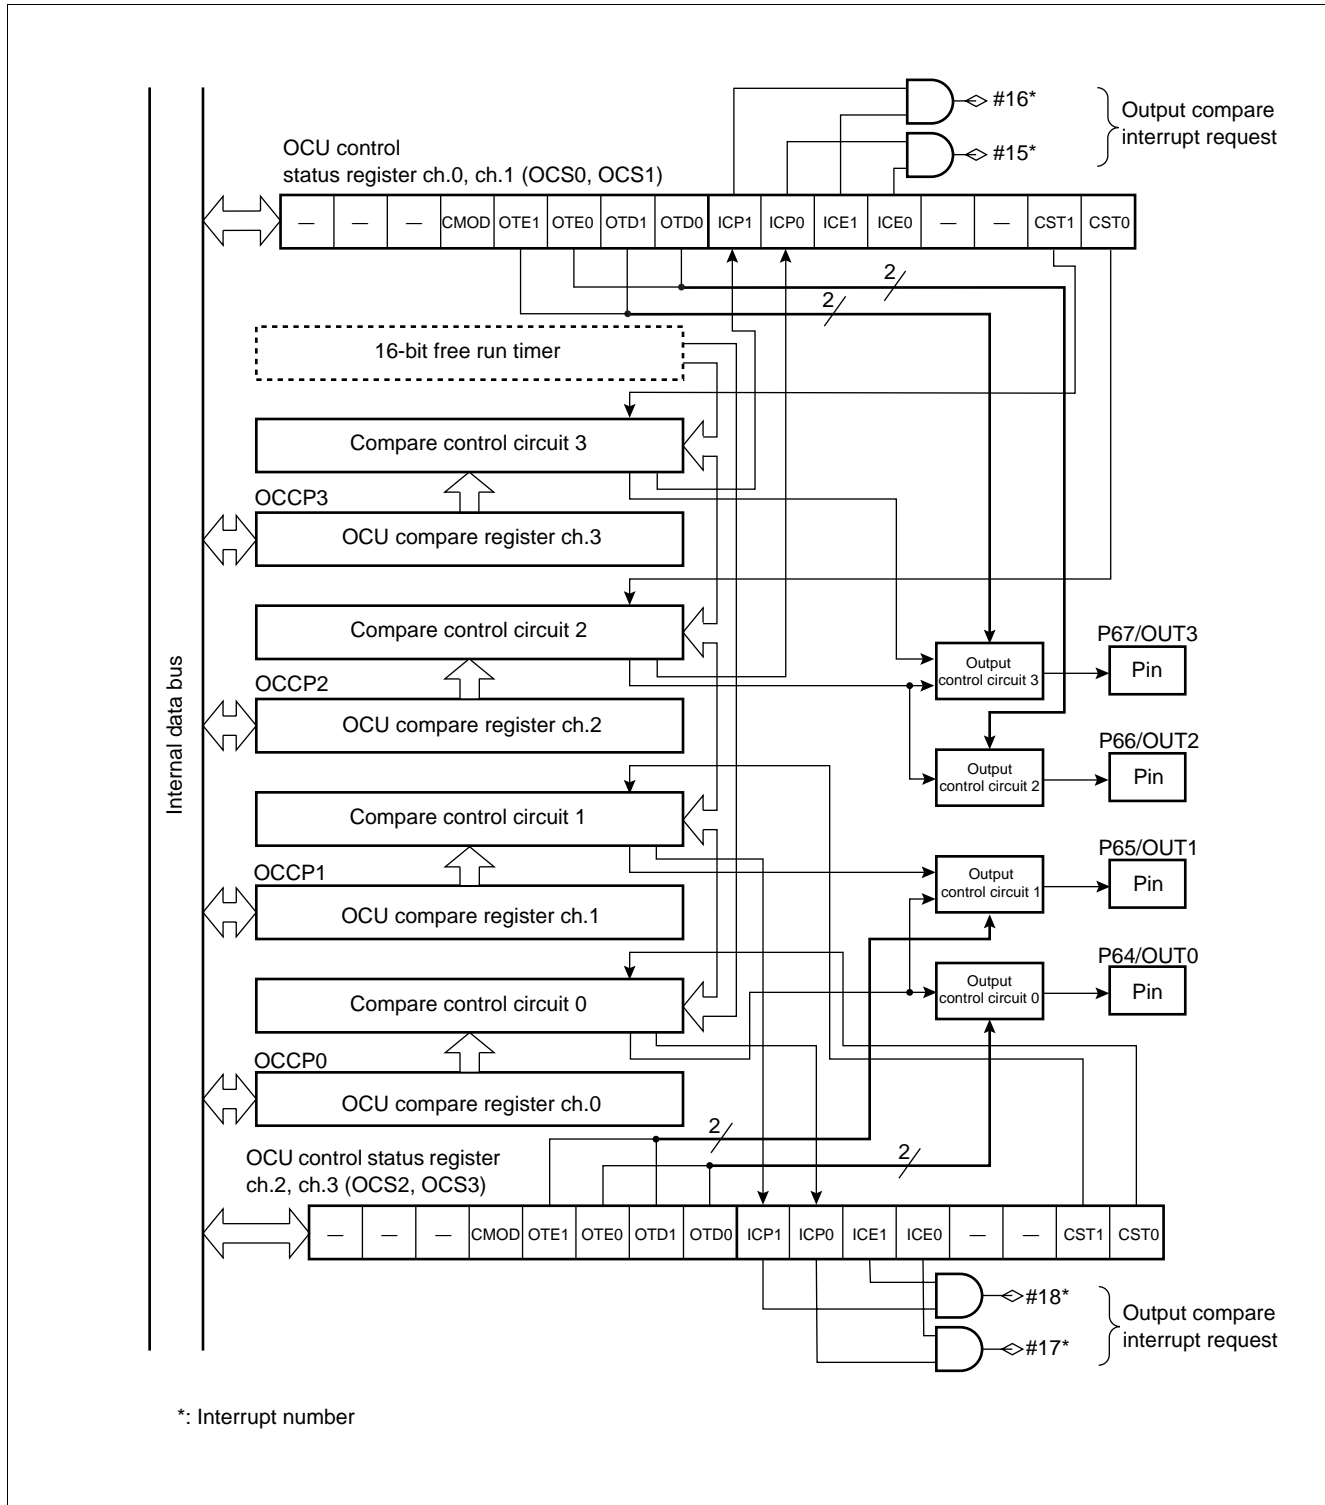 #16*
Output compare
interrupt request
#15*
OCU control
status register ch.0, ch.1 (OCS0, OCS1)
— — — CMOD OTE1 OTE0 OTD1 OTD0 ICP1 ICP0 ICE1 ICE0 — — CST1 CST0
2
2
16-bit free run timer
Compare control circuit 3
OCCP3
OCU compare register ch.3
Compare control circuit 2
OCCP2
OCU compare register ch.2
Compare control circuit 1
OCCP1
OCU compare register ch.1
Compare control circuit 0
OCCP0
OCU compare register ch.0
Internal data bus
P67/OUT3
Output
control circuit 3
Pin
P66/OUT2
Output
control circuit 2
Pin
P65/OUT1
Output
control circuit 1
Pin
P64/OUT0
Output
control circuit 0
Pin
2
2
OCU control status register
ch.2, ch.3 (OCS2, OCS3)
— — — CMOD OTE1 OTE0 OTD1 OTD0 ICP1 ICP0 ICE1 ICE0 — — CST1 CST0
#18*
Output compare
interrupt request
#17*
*: Interrupt number